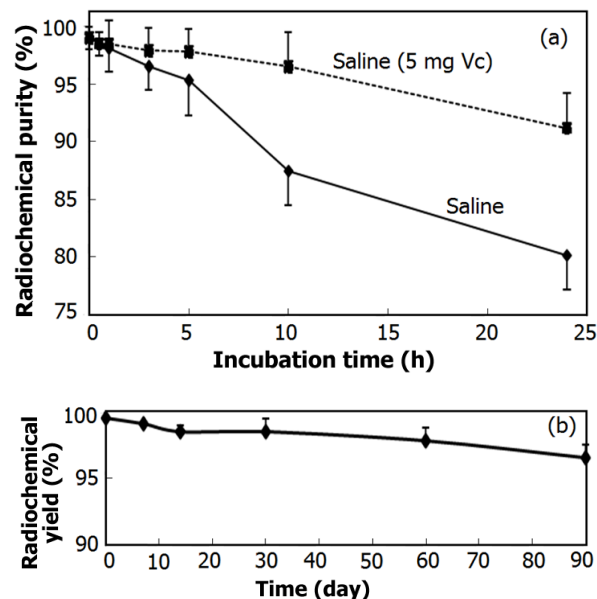 (a)
100
95
90
85
80
75
Radiochemical purity (%)
Saline (5 mg Vc)
Saline
0 5 10 15 20 25
Incubation time (h)
(b)
100
95
90
Radiochemical
yield (%)
0 10 20 30 40 50 60 70 80 90
Time (day)